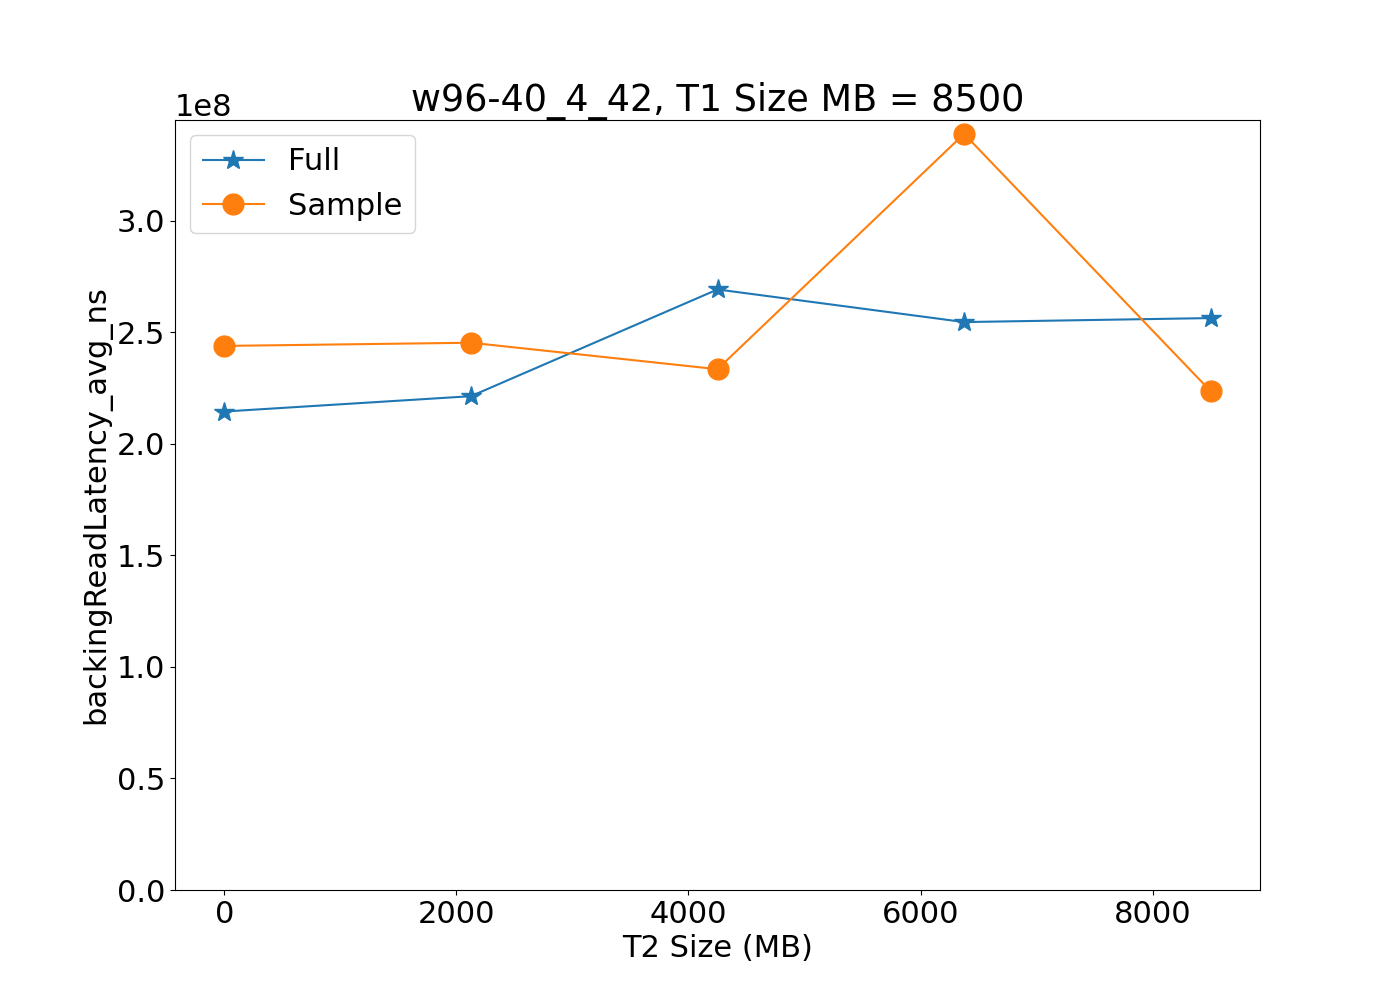 w96-40_4_42, T1 Size MB = 8500
1e8
Full
Sample
3.0
2.5
2.0
1.5
1.0
0.5
0.0
backingReadLatency_avg_ns
0 2000 4000 6000 8000
T2 Size (MB)